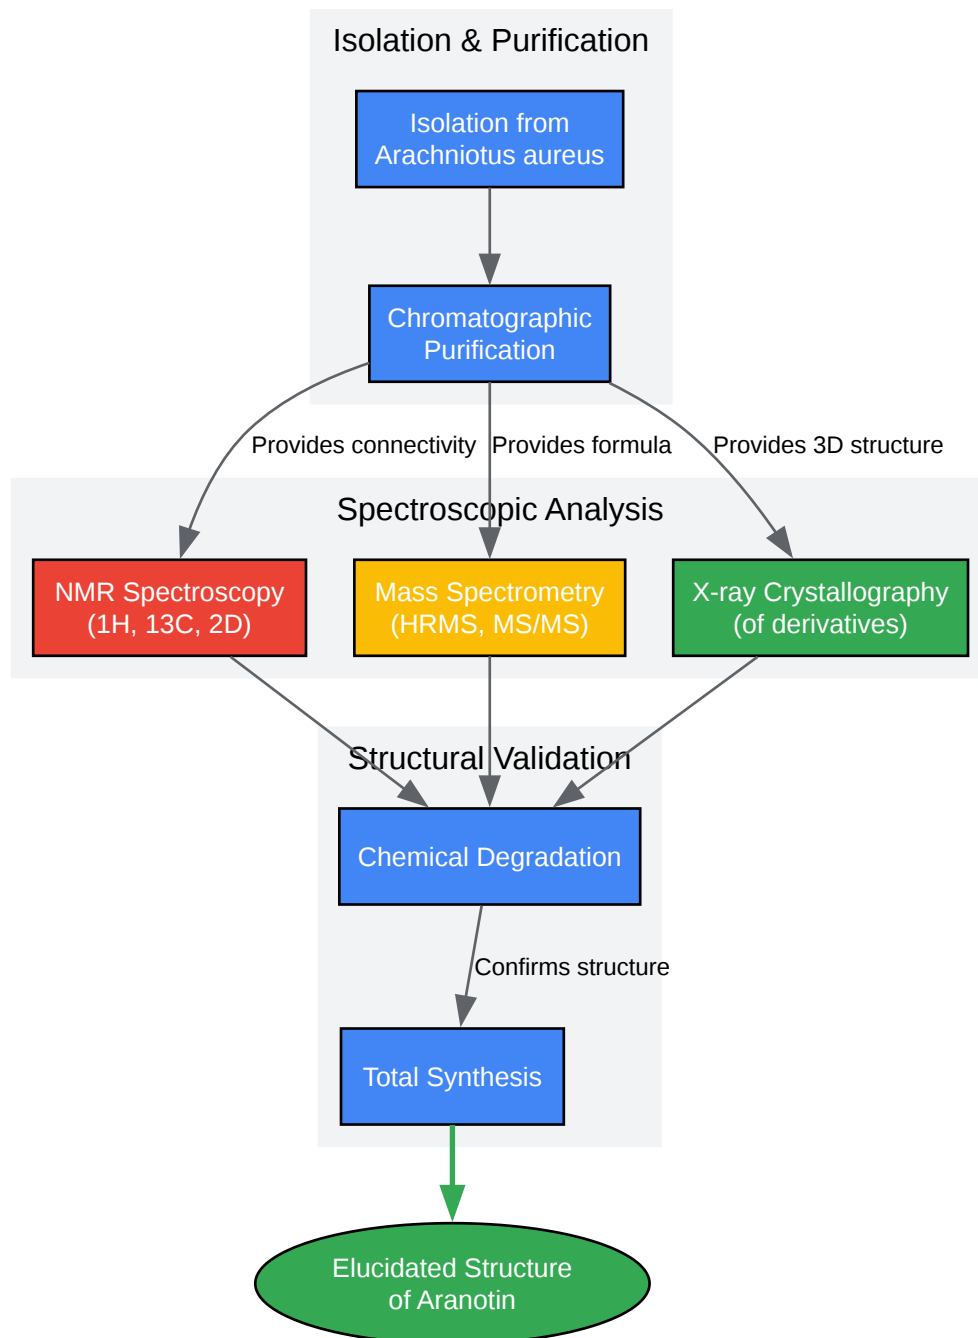 Isolation & Purification
Isolation from
Arachniotus aureus
Chromatographic
Purification
Provides connectivity
Provides formula
Provides 3D structure
Spectroscopic Analysis
NMR Spectroscopy
(1H, 13C, 2D)
Mass Spectrometry
(HRMS, MS/MS)
X-ray Crystallography
(of derivatives)
Structural Validation
Chemical Degradation
Confirms structure
Total Synthesis
Elucidated Structure
of Aranotin